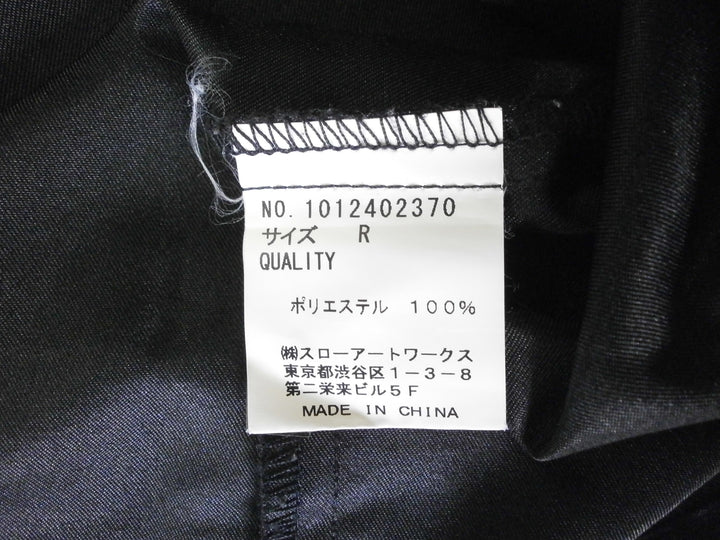 NO. 1012402370
サイズ R
QUALITY
ポリエステル 100%
㈱スローアートワークス
東京都渋谷区1-3-8
第二栄来ビル5F
MADE IN CHINA